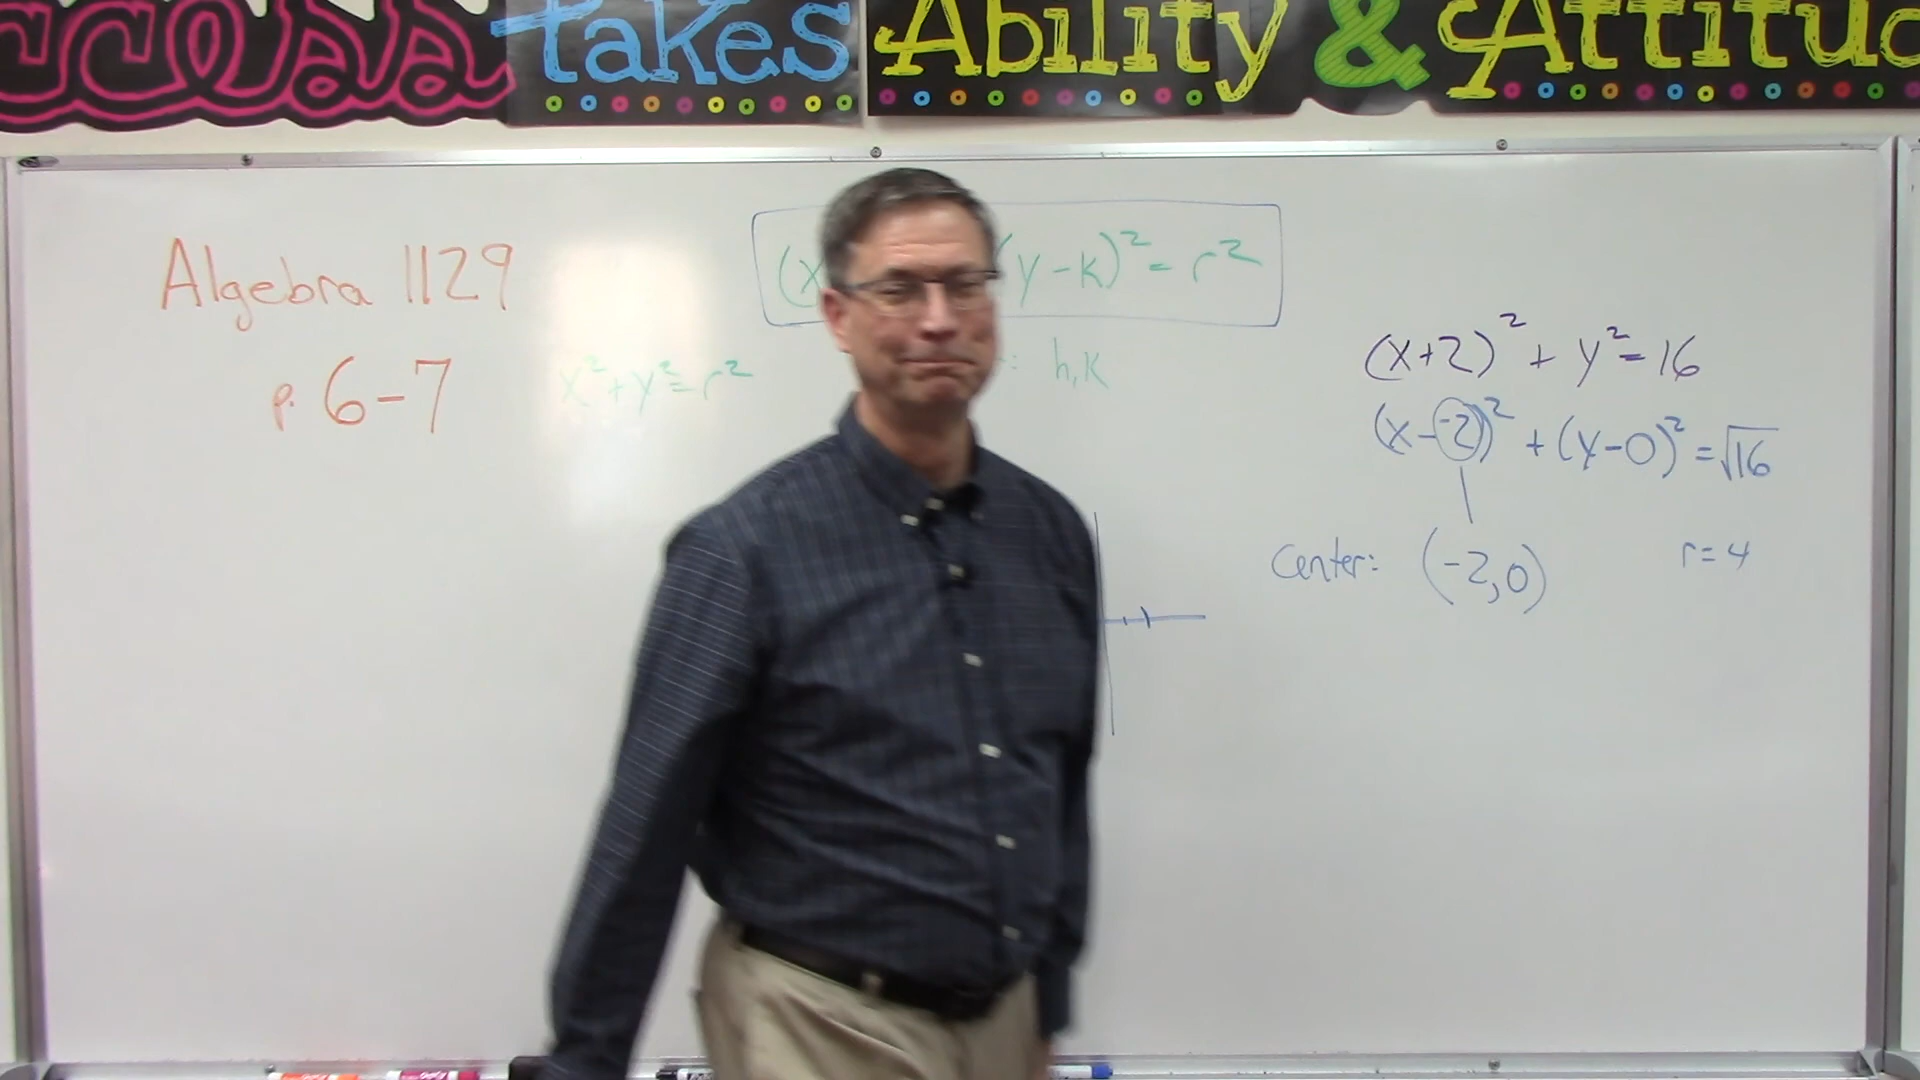 takes Ability &
Algebra 1129
p. 6-7
(x (y-k)² = r²
x²+y²=r²
: h,k
(x+2)² + y² = 16
(x--2)² + (y-0)² = √16
Center: (-2,0) r=4